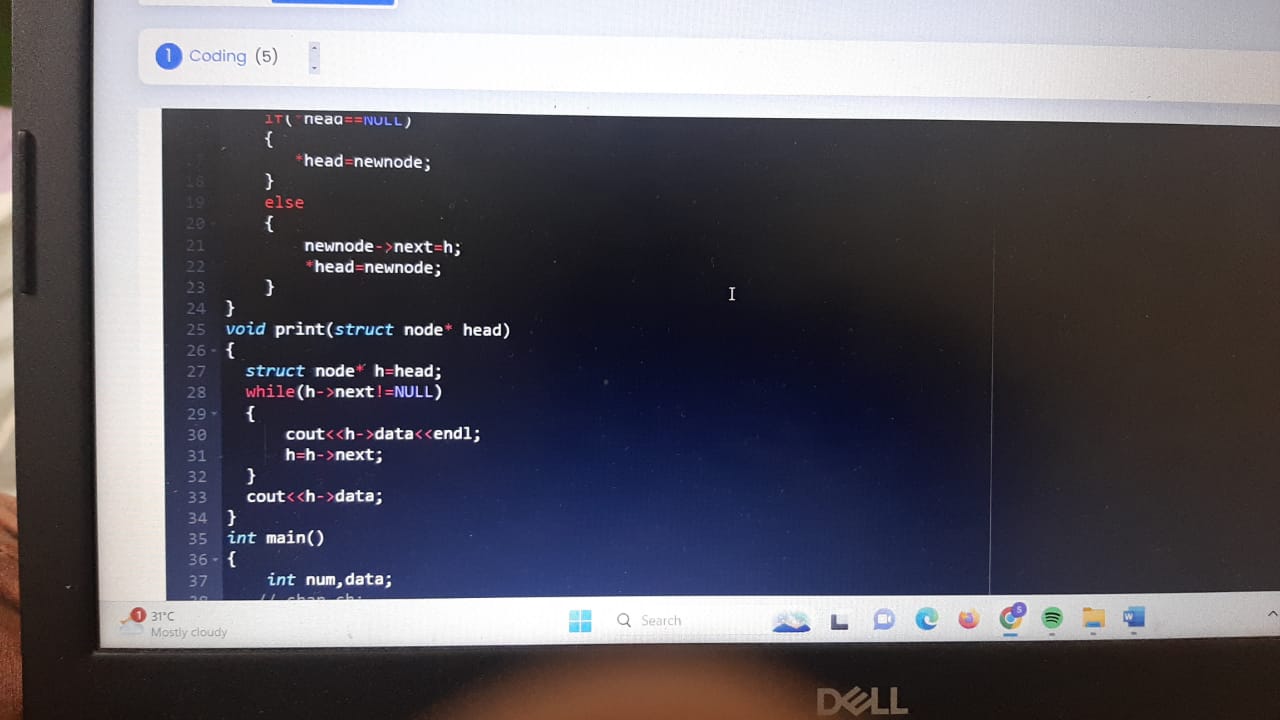 1 Coding (5)
if(*head==NULL)
{
*head=newnode;
18 }
19 else
20 {
21 newnode->next=h;
22 *head=newnode;
23 }
24 }
25 void print(struct node* head)
26 {
27 struct node* h=head;
28 while(h->next!=NULL)
29 {
30 cout<<h->data<<endl;
31 h=h->next;
32 }
33 cout<<h->data;
34 }
35 int main()
36 {
37 int num,data;
// char ch;
1 31°C
Mostly cloudy
Search
5
W
DELL